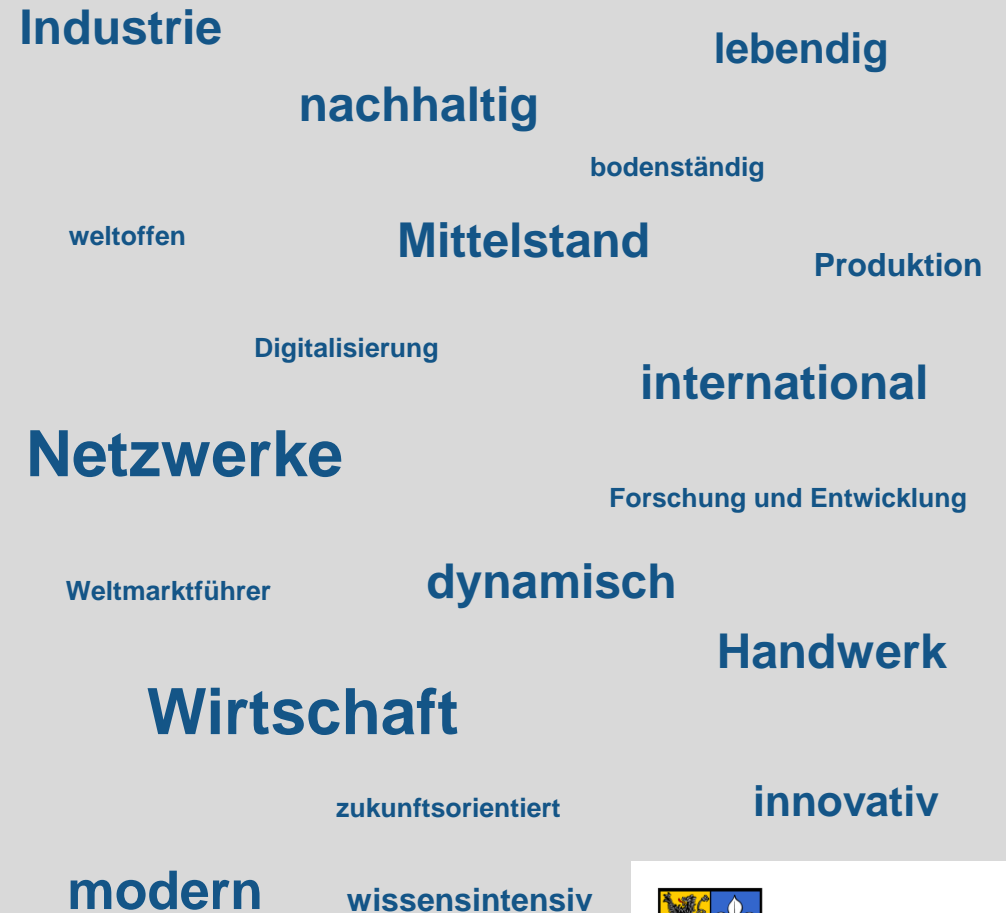 Industrie
lebendig
nachhaltig
bodenständig
weltoffen
Mittelstand
Produktion
Digitalisierung
international
Netzwerke
Forschung und Entwicklung
Weltmarktführer
dynamisch
Handwerk
Wirtschaft
zukunftsorientiert
innovativ
modern
wissensintensiv